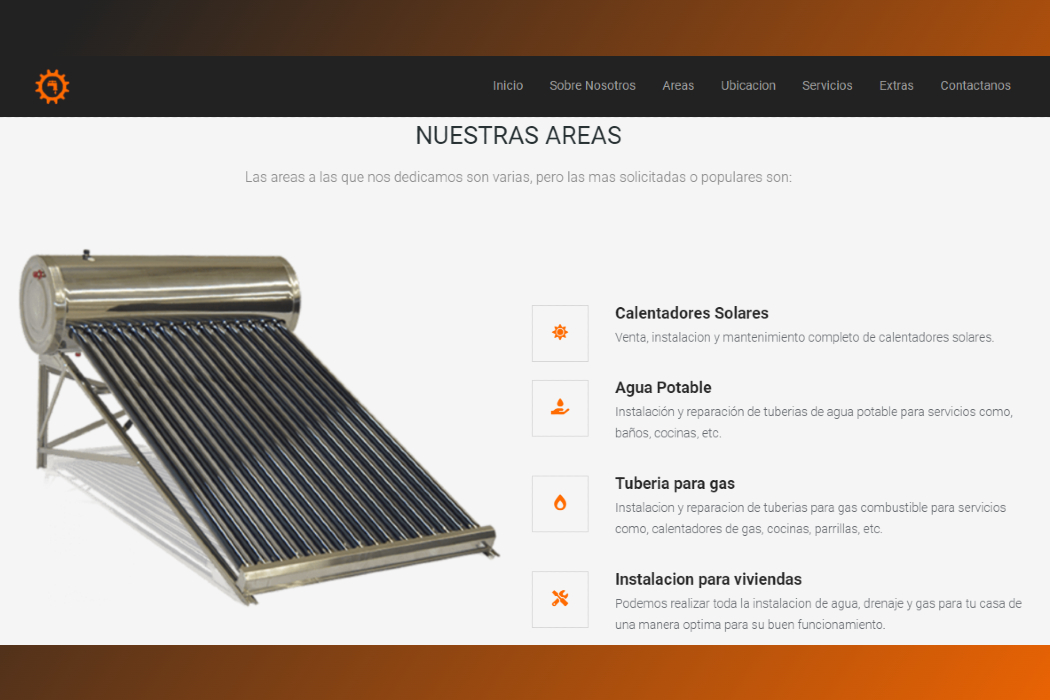 Inicio Sobre Nosotros Areas Ubicacion Servicios Extras Contactanos
NUESTRAS AREAS
Las areas a las que nos dedicamos son varias, pero las mas solicitadas o populares son:
Calentadores Solares
Venta, instalacion y mantenimiento completo de calentadores solares.
Agua Potable
Instalación y reparación de tuberias de agua potable para servicios como,
baños, cocinas, etc.
Tuberia para gas
Instalacion y reparacion de tuberias para gas combustible para servicios
como, calentadores de gas, cocinas, parrillas, etc.
Instalacion para viviendas
Podemos realizar toda la instalacion de agua, drenaje y gas para tu casa de
una manera optima para su buen funcionamiento.